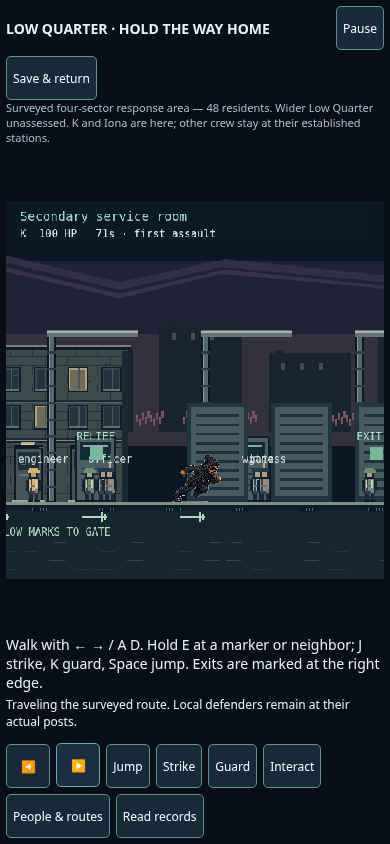 LOW QUARTER · HOLD THE WAY HOME
Pause
Save & return
Surveyed four-sector response area — 48 residents. Wider Low Quarter
unassessed. K and Iona are here; other crew stay at their established
stations.
Secondary service room
K 100 HP 71s · first assault
RELIEF
EXIT
engineer
LOW MARKS TO GATE
Walk with ← → / A D. Hold E at a marker or neighbor; J
strike, K guard, Space jump. Exits are marked at the right
edge.
Traveling the surveyed route. Local defenders remain at their
actual posts.
Jump
Strike
Guard
Interact
People & routes
Read records